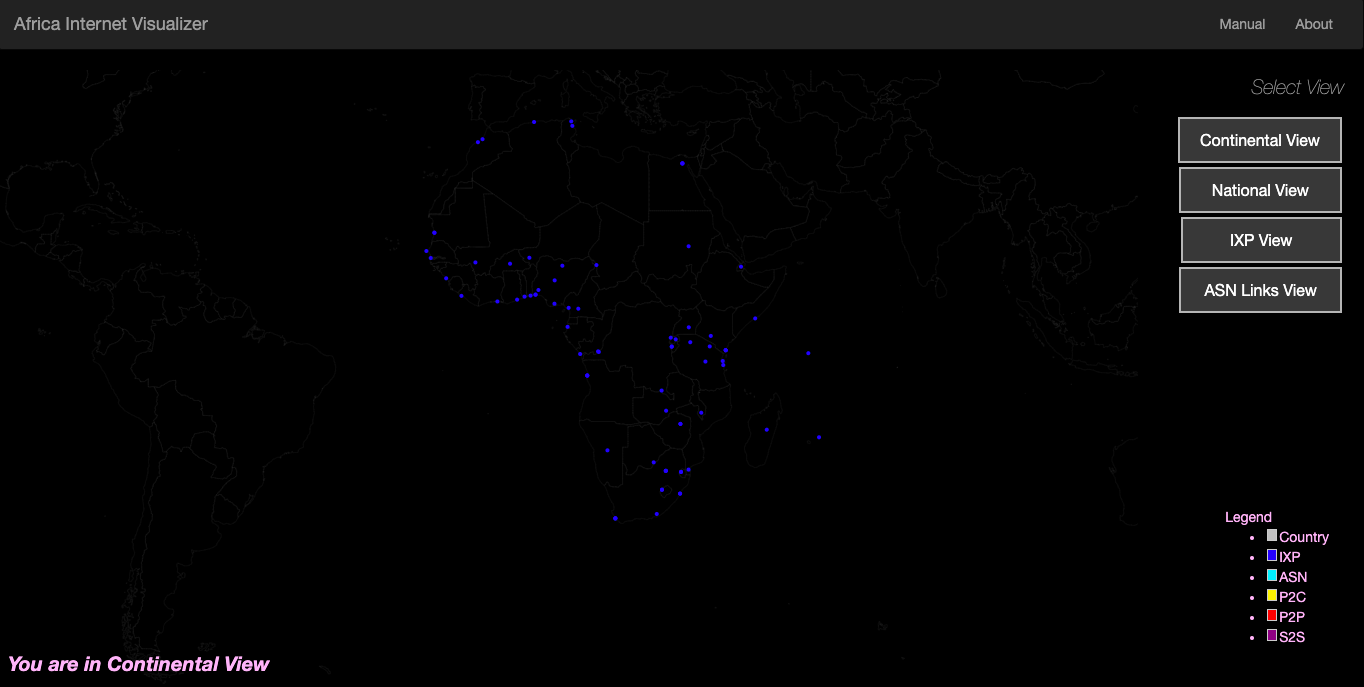 Africa Internet Visualizer
Manual
About
Select View
Continental View
National View
IXP View
ASN Links View
Legend
Country
IXP
ASN
P2C
P2P
S2S
You are in Continental View